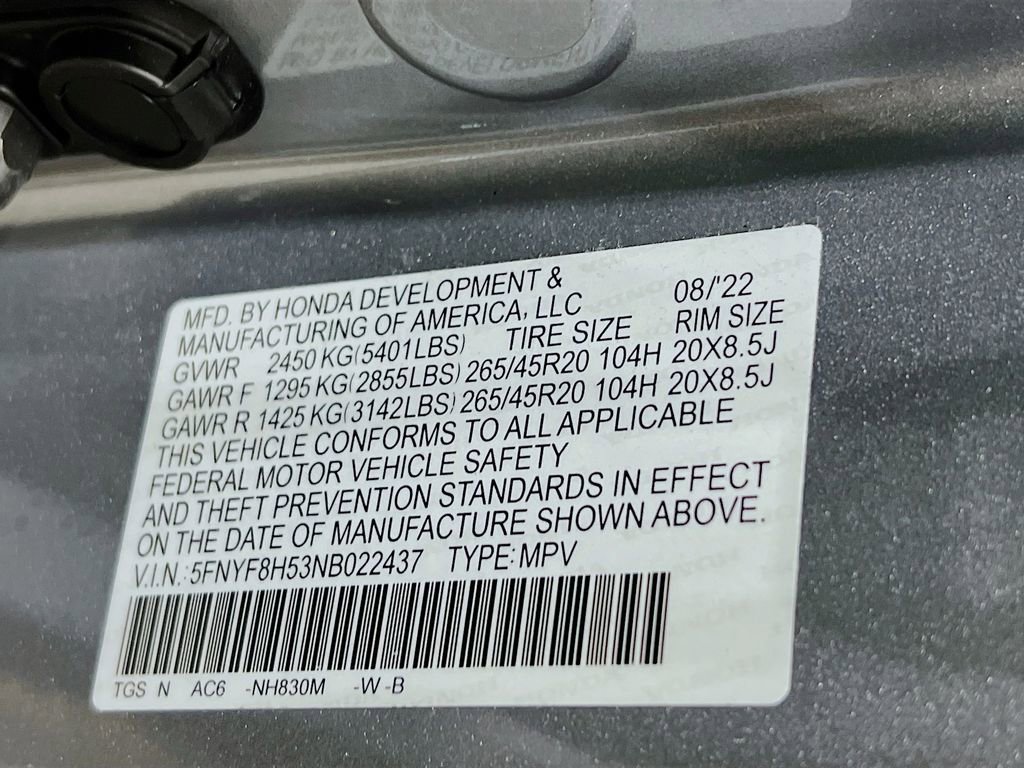 MFD. BY HONDA DEVELOPMENT &
MANUFACTURING OF AMERICA, LLC 08/'22
GVWR 2450 KG(5401LBS) TIRE SIZE RIM SIZE
GAWR F 1295 KG(2855LBS) 265/45R20 104H 20X8.5J
GAWR R 1425 KG(3142LBS) 265/45R20 104H 20X8.5J
THIS VEHICLE CONFORMS TO ALL APPLICABLE
FEDERAL MOTOR VEHICLE SAFETY
AND THEFT PREVENTION STANDARDS IN EFFECT
ON THE DATE OF MANUFACTURE SHOWN ABOVE.
V.I.N.: 5FNYF8H53NB022437 TYPE: MPV
TGS N AC6 -NH830M -W -B